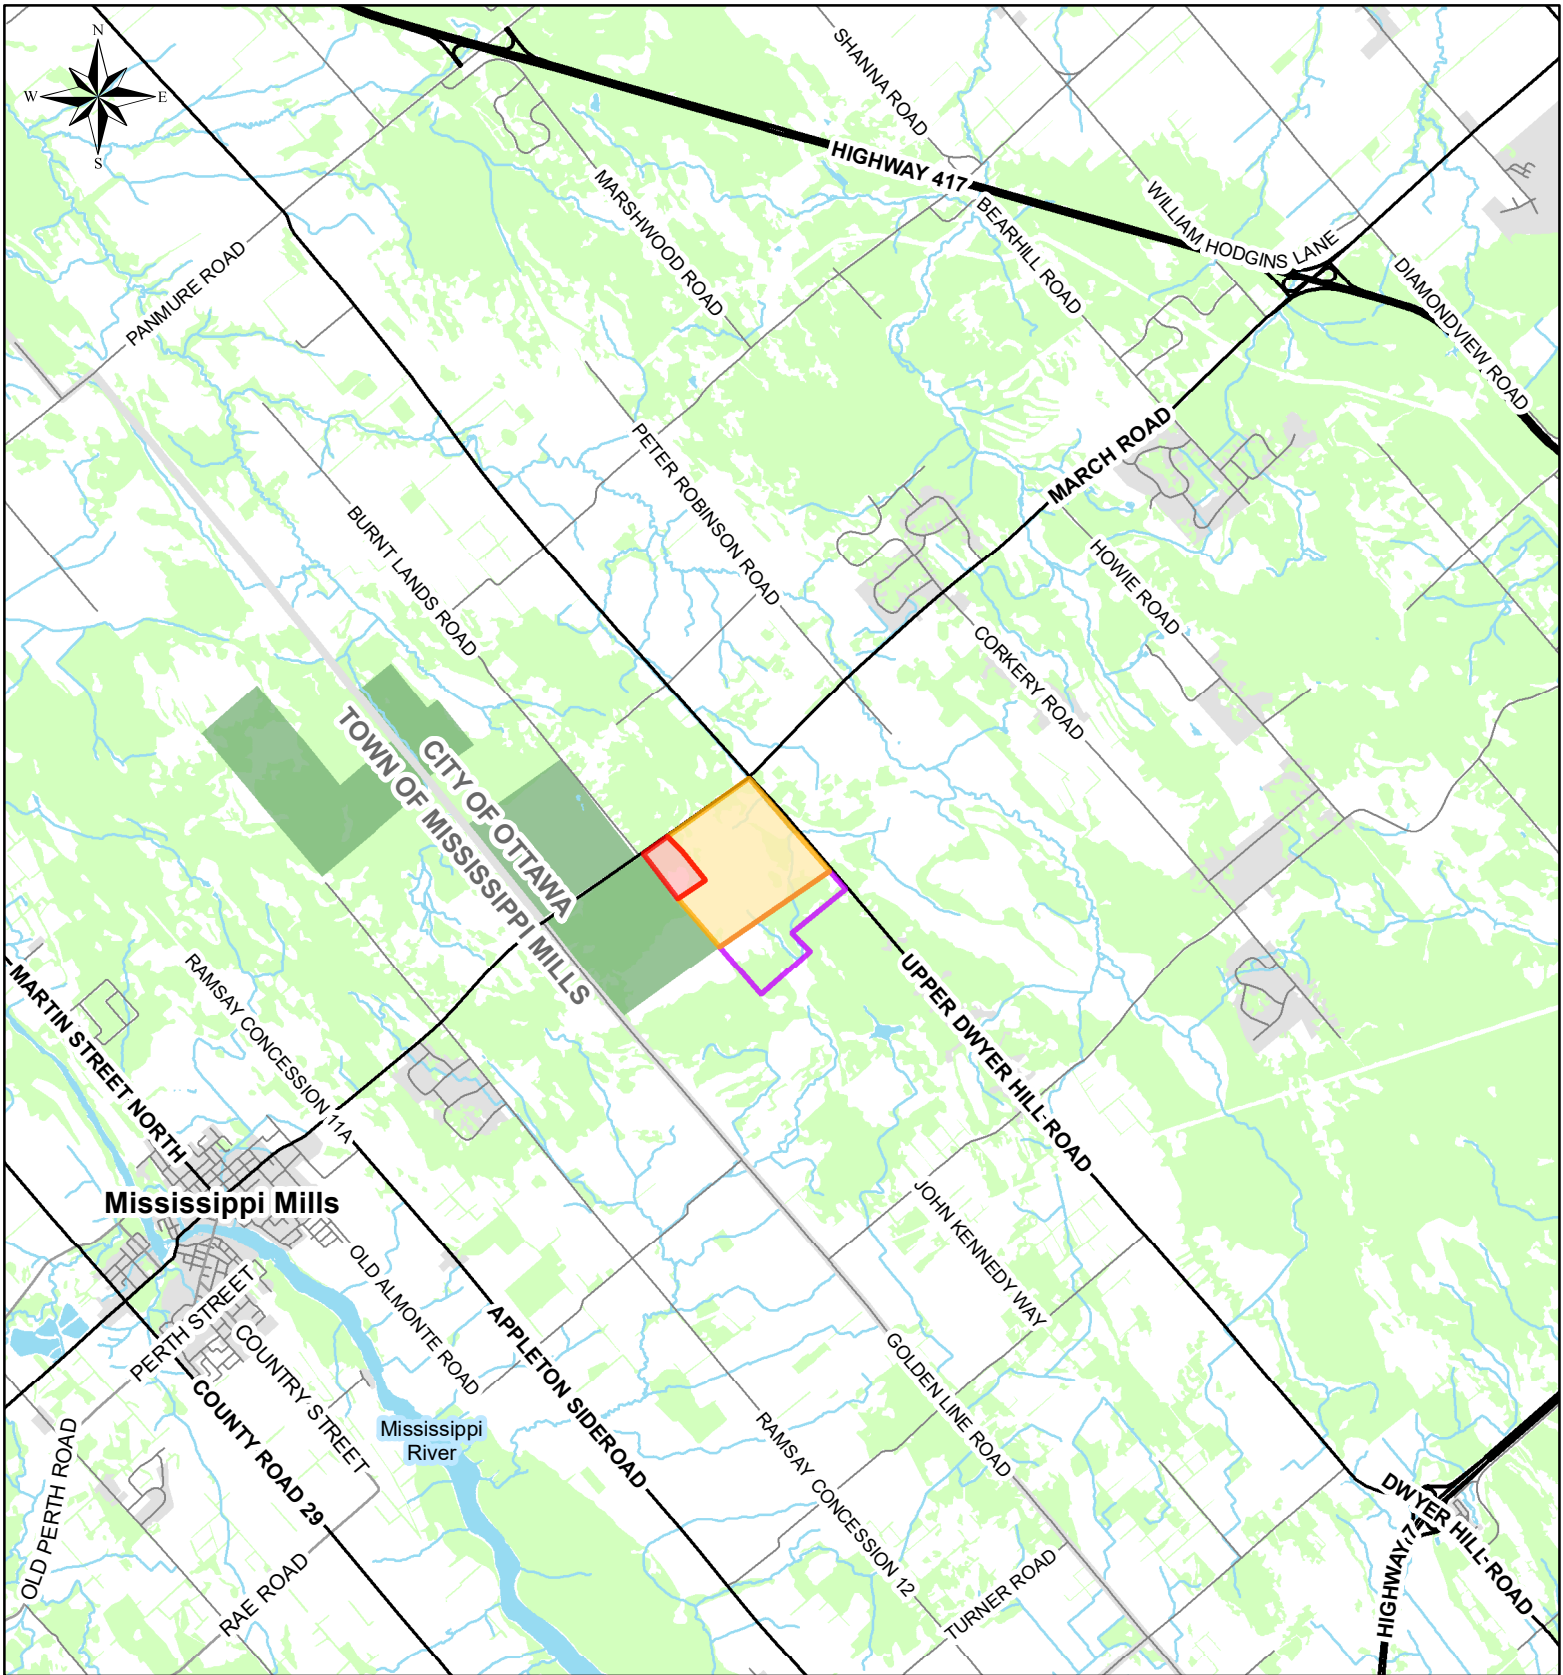 N
W
E
S
SHANNA ROAD
HIGHWAY 417
MARSHWOOD ROAD
BEARHILL ROAD
WILLIAM HODGINS LANE
DIAMONDVIEW ROAD
PANMURE ROAD
MARCH ROAD
PETER ROBINSON ROAD
BURNT LANDS ROAD
HOWIE ROAD
CORKERY ROAD
CITY OF OTTAWA
TOWN OF MISSISSIPPI MILLS
MARTIN STREET NORTH
RAMSAY CONCESSION 11A
UPPER DWYER HILL ROAD
Mississippi Mills
JOHN KENNEDY WAY
OLD ALMONTE ROAD
PERTH STREET
COUNTRY STREET
APPLETON SIDEROAD
GOLDEN LINE ROAD
COUNTY ROAD 29
Mississippi
River
OLD PERTH ROAD
RAMSAY CONCESSION 12
RAE ROAD
TURNER ROAD
DWYER HILL ROAD
HIGHWAY 7